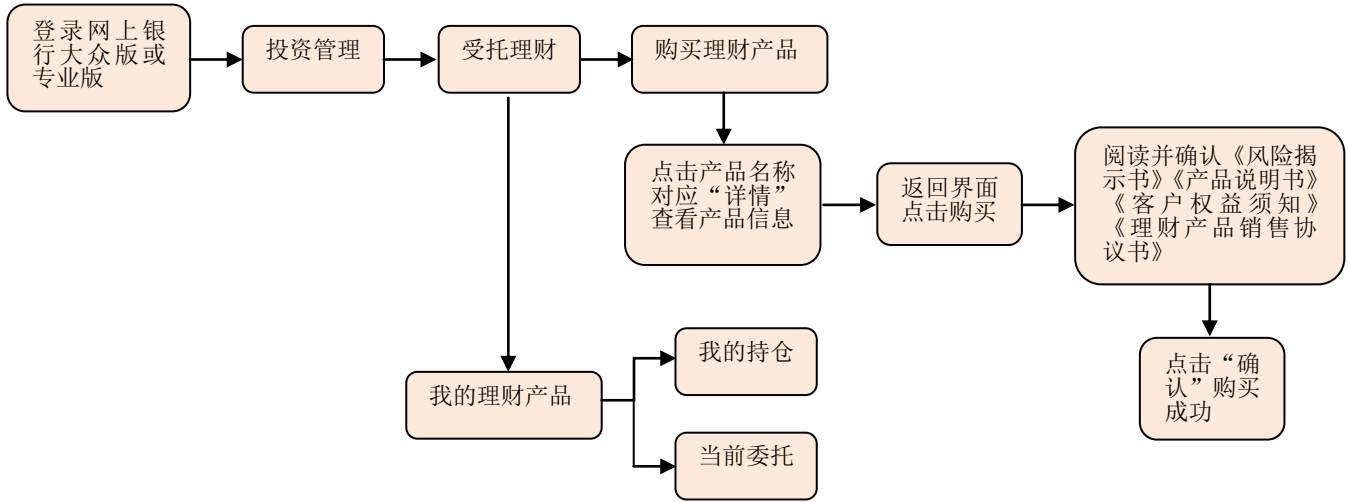 登录网上银
行大众版或
专业版
投资管理
受托理财
购买理财产品
点击产品名称
对应“详情”
查看产品信息
返回界面
点击购买
阅读并确认《风险揭
示书》《产品说明书》
《客户权益须知》
《理财产品销售协
议书》
点击“确
认”购买
成功
我的理财产品
我的持仓
当前委托